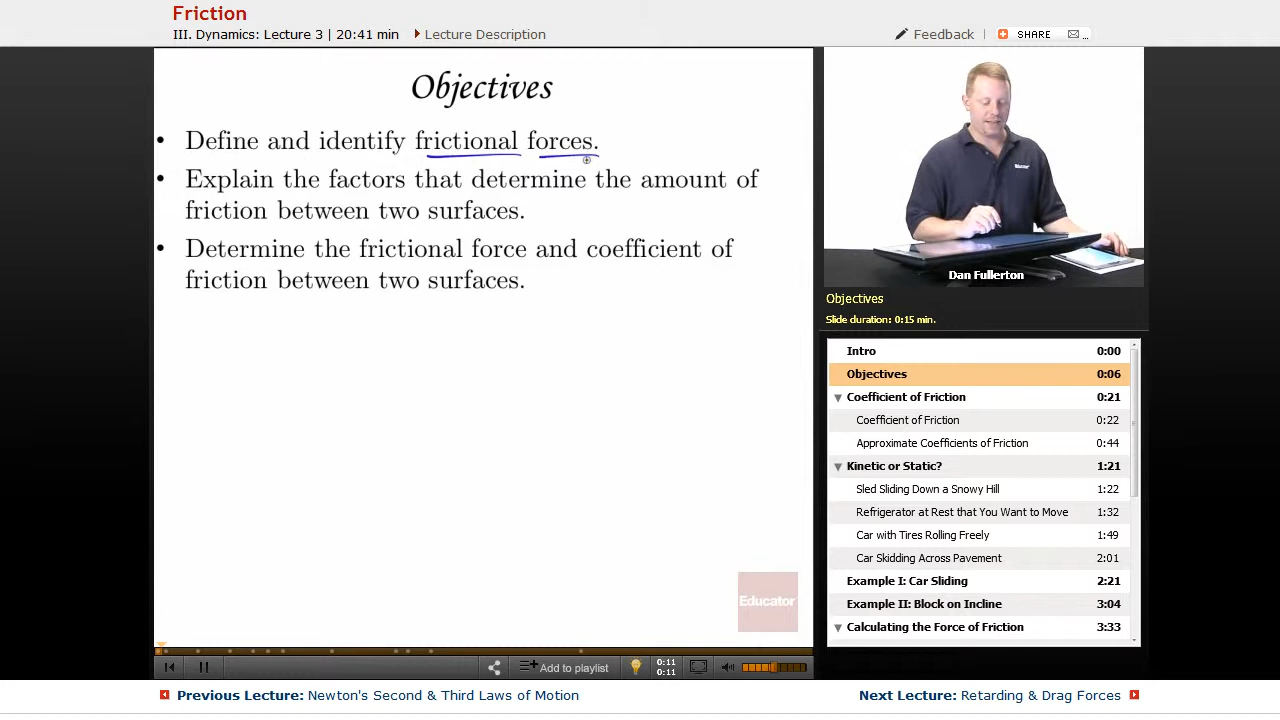 Friction
III. Dynamics: Lecture 3 | 20:41 min
Lecture Description
Feedback
SHARE
...
Objectives
• Define and identify frictional forces.
• Explain the factors that determine the amount of
friction between two surfaces.
• Determine the frictional force and coefficient of
friction between two surfaces.
Educator
Dan Fullerton
Objectives
Slide duration: 0:15 min.
Intro 0:00
Objectives 0:06
Coefficient of Friction 0:21
Coefficient of Friction 0:22
Approximate Coefficients of Friction 0:44
Kinetic or Static? 1:21
Sled Sliding Down a Snowy Hill 1:22
Refrigerator at Rest that You Want to Move 1:32
Car with Tires Rolling Freely 1:49
Car Skidding Across Pavement 2:01
Example I: Car Sliding 2:21
Example II: Block on Incline 3:04
Calculating the Force of Friction 3:33
Add to playlist
0:11
0:11
Previous Lecture: Newton's Second & Third Laws of Motion
Next Lecture: Retarding & Drag Forces